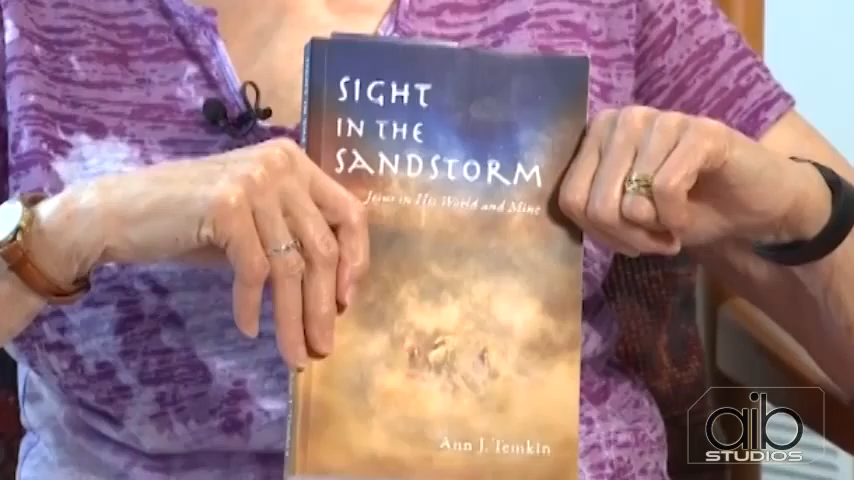 SIGHT
IN THE
SANDSTORM
Jesus in His World and Mine
Ann J. Temkin
aib
STUDIOS